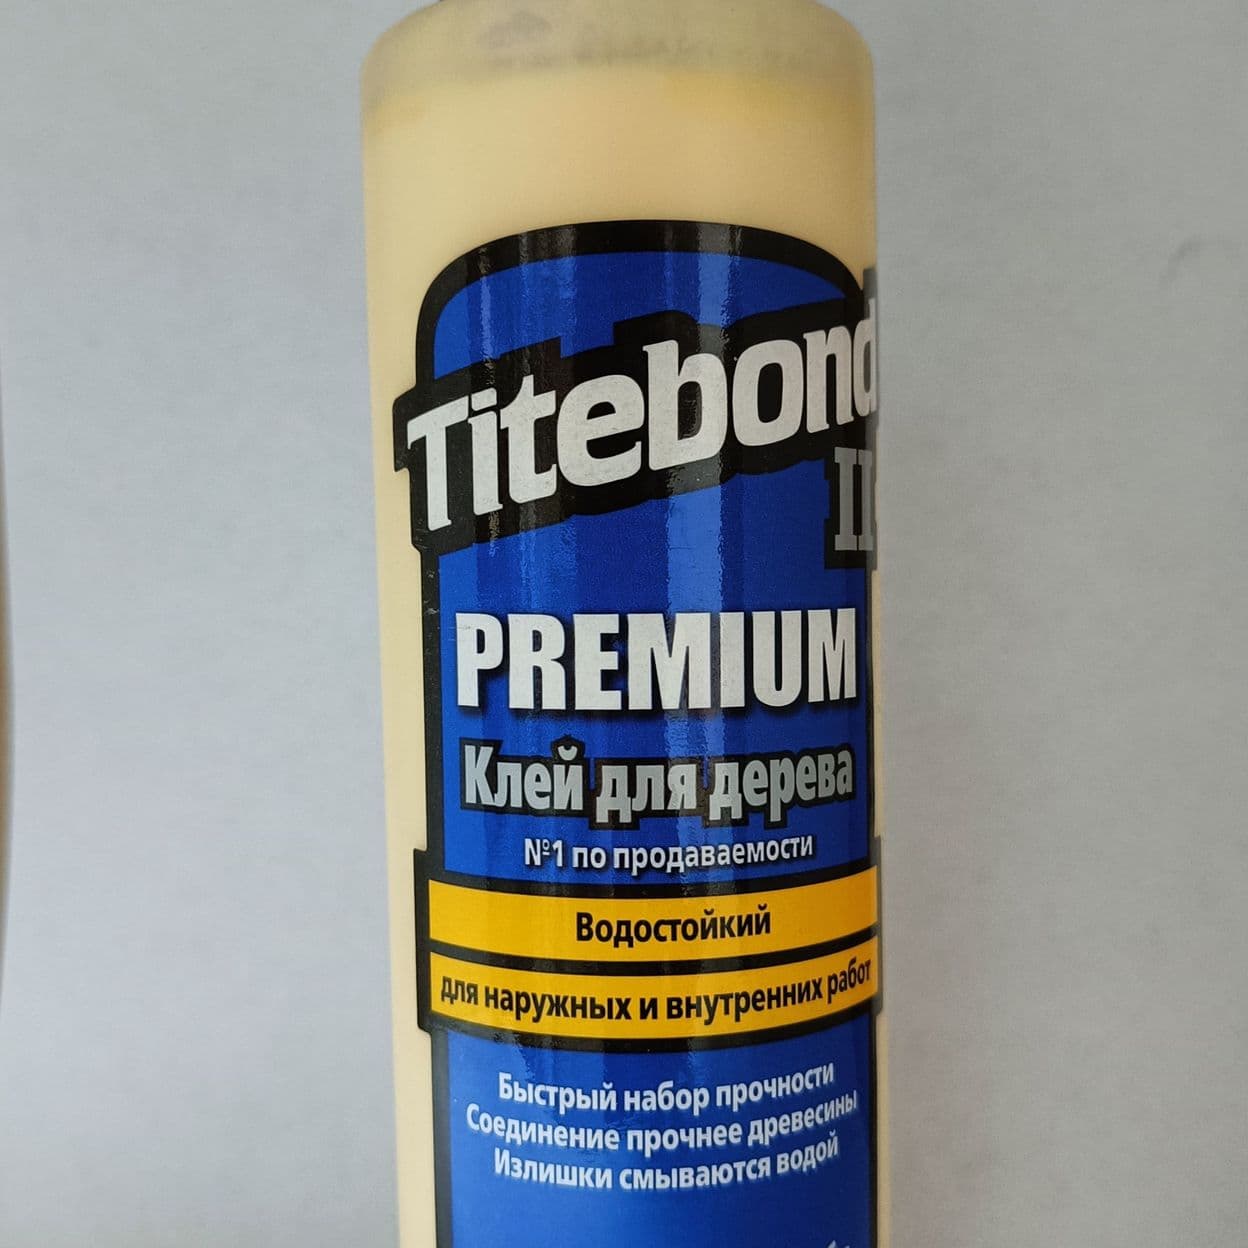 Titebond
II
PREMIUM
Клей для дерева
№1 по продаваемости
Водостойкий
для наружных и внутренних работ
Быстрый набор прочности
Соединение прочнее древесины
Излишки смываются водой